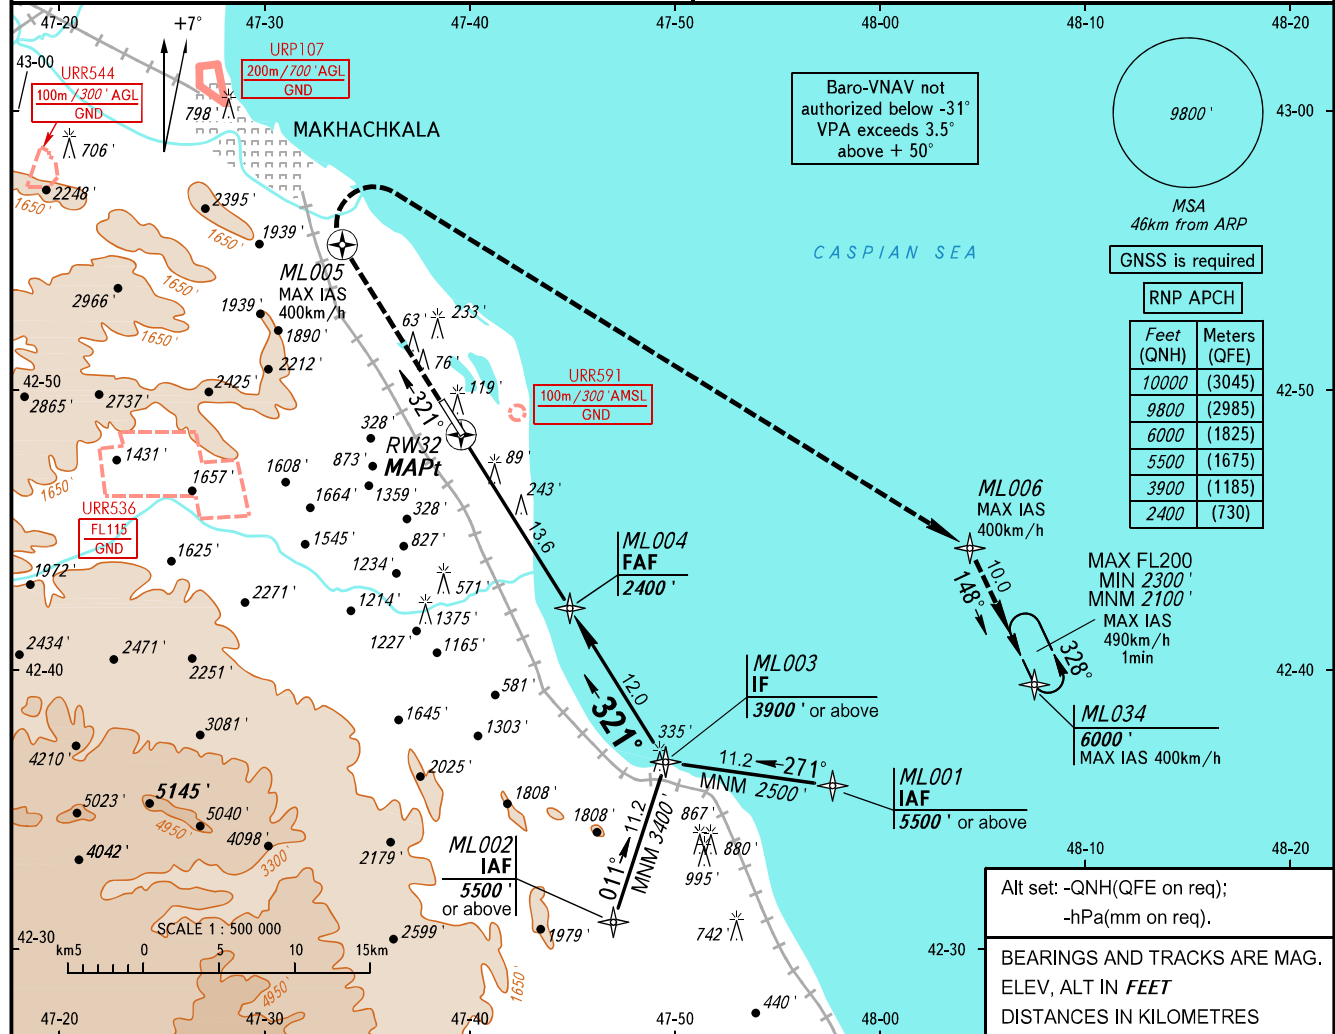 47-20
47-30
47-40
48-00
48-10
48-20
+7°
43-00
URR544
100m/300' AGL
GND
URP107
200m/700'AGL
GND
798'
MAKHACHKALA
706'
2248'
1650'
2395'
1650'
1939'
1650'
2966'
1650'
1939'
1890'
2212'
2425'
2865'
2737'
ML005
MAX IAS
400km/h
63'
233'
76'
119'
321°
URR591
100m/300'AMSL
GND
Baro-VNAV not
authorized below -31°
VPA exceeds 3.5°
above + 50°
CASPIAN SEA
9800'
43-00
MSA
46km from ARP
GNSS is required
RNP APCH
Feet (QNH) Meters (QFE)
10000 (3045)
9800 (2985)
6000 (1825)
5500 (1675)
3900 (1185)
2400 (730)
42-50
42-50
328'
RW32
MAPt
873'
1359'
89'
243'
1431'
1657'
1650'
1608'
1664'
328'
827'
URR536
FL115
GND
1625'
1545'
1234'
571'
1972'
2271'
1214'
1375'
1227'
1165'
13.6
ML004
FAF
2400'
ML006
MAX IAS
400km/h
10.0
148°
328°
MAX FL200
MIN 2300'
MNM 2100'
MAX IAS
490km/h
1min
ML034
6000'
MAX IAS 400km/h
2434'
42-40
2471'
2251'
42-40
581'
1645'
1303'
3081'
4210'
2025'
12.0
321°
335'
ML003
IF
3900' or above
11.2
271°
MNM 2500'
ML001
IAF
5500' or above
5023'
5145'
5040'
4950'
4098'
3300'
4042'
2179'
1808'
1808'
867'
880'
995'
742'
ML002
IAF
5500'
or above
011°
11.2
MNM 3400'
48-10
48-20
SCALE 1 : 500 000
km5 0 5 10 15km
42-30
2599'
1979'
1650'
4950'
440'
42-30
Alt set: -QNH(QFE on req);
-hPa(mm on req).
BEARINGS AND TRACKS ARE MAG.
ELEV, ALT IN FEET
DISTANCES IN KILOMETRES
47-20
47-30
47-40
47-50
48-00